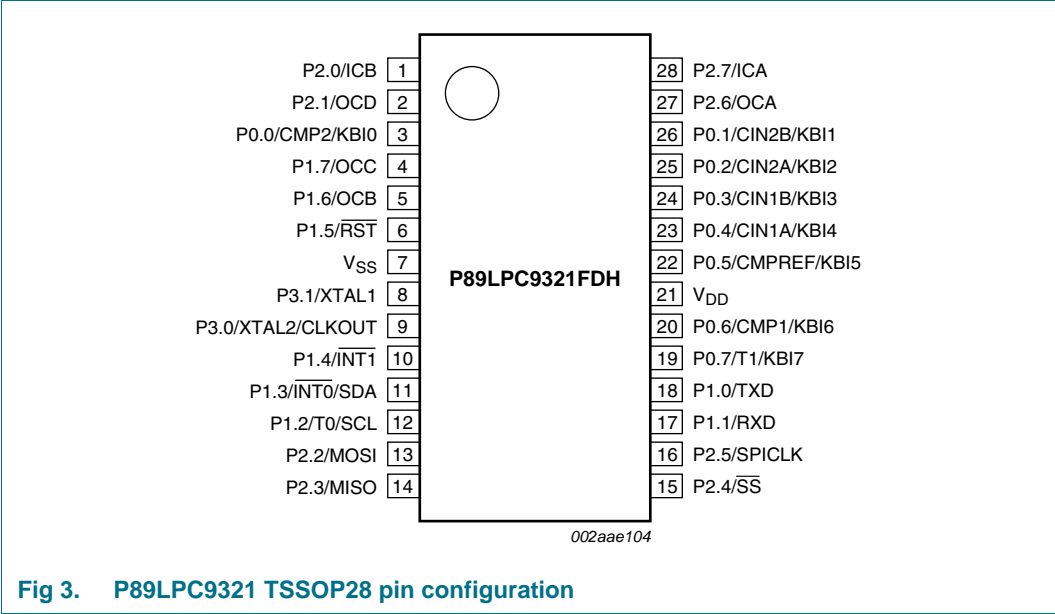 P2.0/ICB 1
P2.1/OCD 2
P0.0/CMP2/KBI0 3
P1.7/OCC 4
P1.6/OCB 5
P1.5/R̅S̅T̅ 6
VSS 7
P3.1/XTAL1 8
P3.0/XTAL2/CLKOUT 9
P1.4/I̅N̅T̅1̅ 10
P1.3/I̅N̅T̅0̅/SDA 11
P1.2/T0/SCL 12
P2.2/MOSI 13
P2.3/MISO 14
P89LPC9321FDH
28 P2.7/ICA
27 P2.6/OCA
26 P0.1/CIN2B/KBI1
25 P0.2/CIN2A/KBI2
24 P0.3/CIN1B/KBI3
23 P0.4/CIN1A/KBI4
22 P0.5/CMPREF/KBI5
21 VDD
20 P0.6/CMP1/KBI6
19 P0.7/T1/KBI7
18 P1.0/TXD
17 P1.1/RXD
16 P2.5/SPICLK
15 P2.4/S̅S̅
002aae104
Fig 3. P89LPC9321 TSSOP28 pin configuration